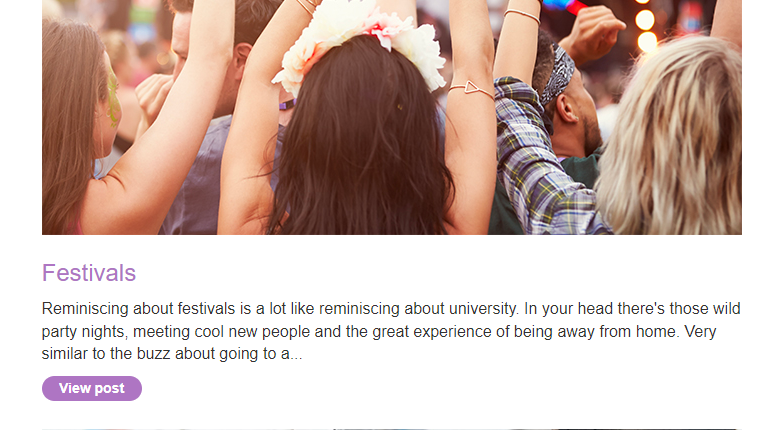 Festivals
Reminiscing about festivals is a lot like reminiscing about university. In your head there's those wild
party nights, meeting cool new people and the great experience of being away from home. Very
similar to the buzz about going to a...
View post